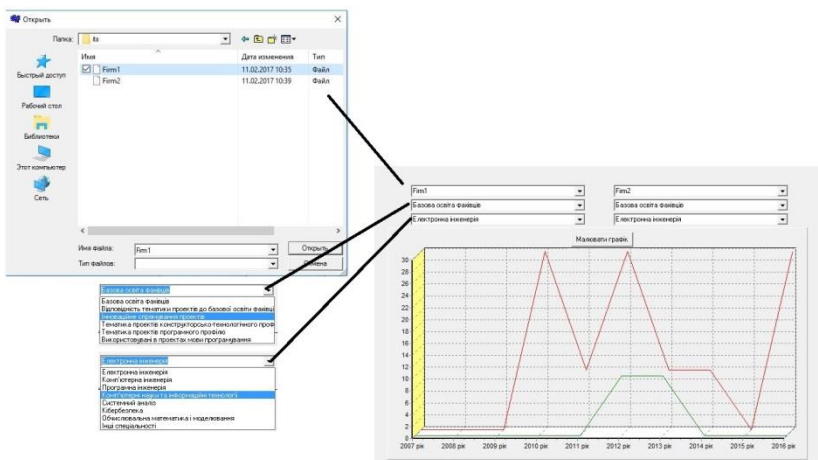 Открыть
Папка: its
Имя Дата изменения Тип
Firm1 11.02.2017 10:35 Файл
Firm2 11.02.2017 10:39 Файл
Быстрый доступ
Рабочий стол
Библиотеки
Этот компьютер
Сеть
Имя файла: Firm1 Открыть
Тип файлов: Отмена
Базова освіта фахівців
Базова освіта фахівців
Відповідність тематики проектів до базової освіти фахівці
Інноваційне спрямування проектів
Тематика проектів конструкторсько-технологічного проф
Тематика проектів програмного профілю
Використовувані в проектах мови програмування
Електронна інженерія
Електронна інженерія
Комп'ютерна інженерія
Програмна інженерія
Комп'ютерні науки та інформаційні технології
Системний аналіз
Кібербезпека
Обчислювальна математика і моделювання
Інші спеціальності
Firm1 Firm2
Базова освіта фахівців Базова освіта фахівців
Електронна інженерія Електронна інженерія
Малювати графік
30
28
26
24
22
20
18
16
14
12
10
8
6
4
2 2
0
2007 рік 2008 рік 2009 рік 2010 рік 2011 рік 2012 рік 2013 рік 2014 рік 2015 рік 2016 рік